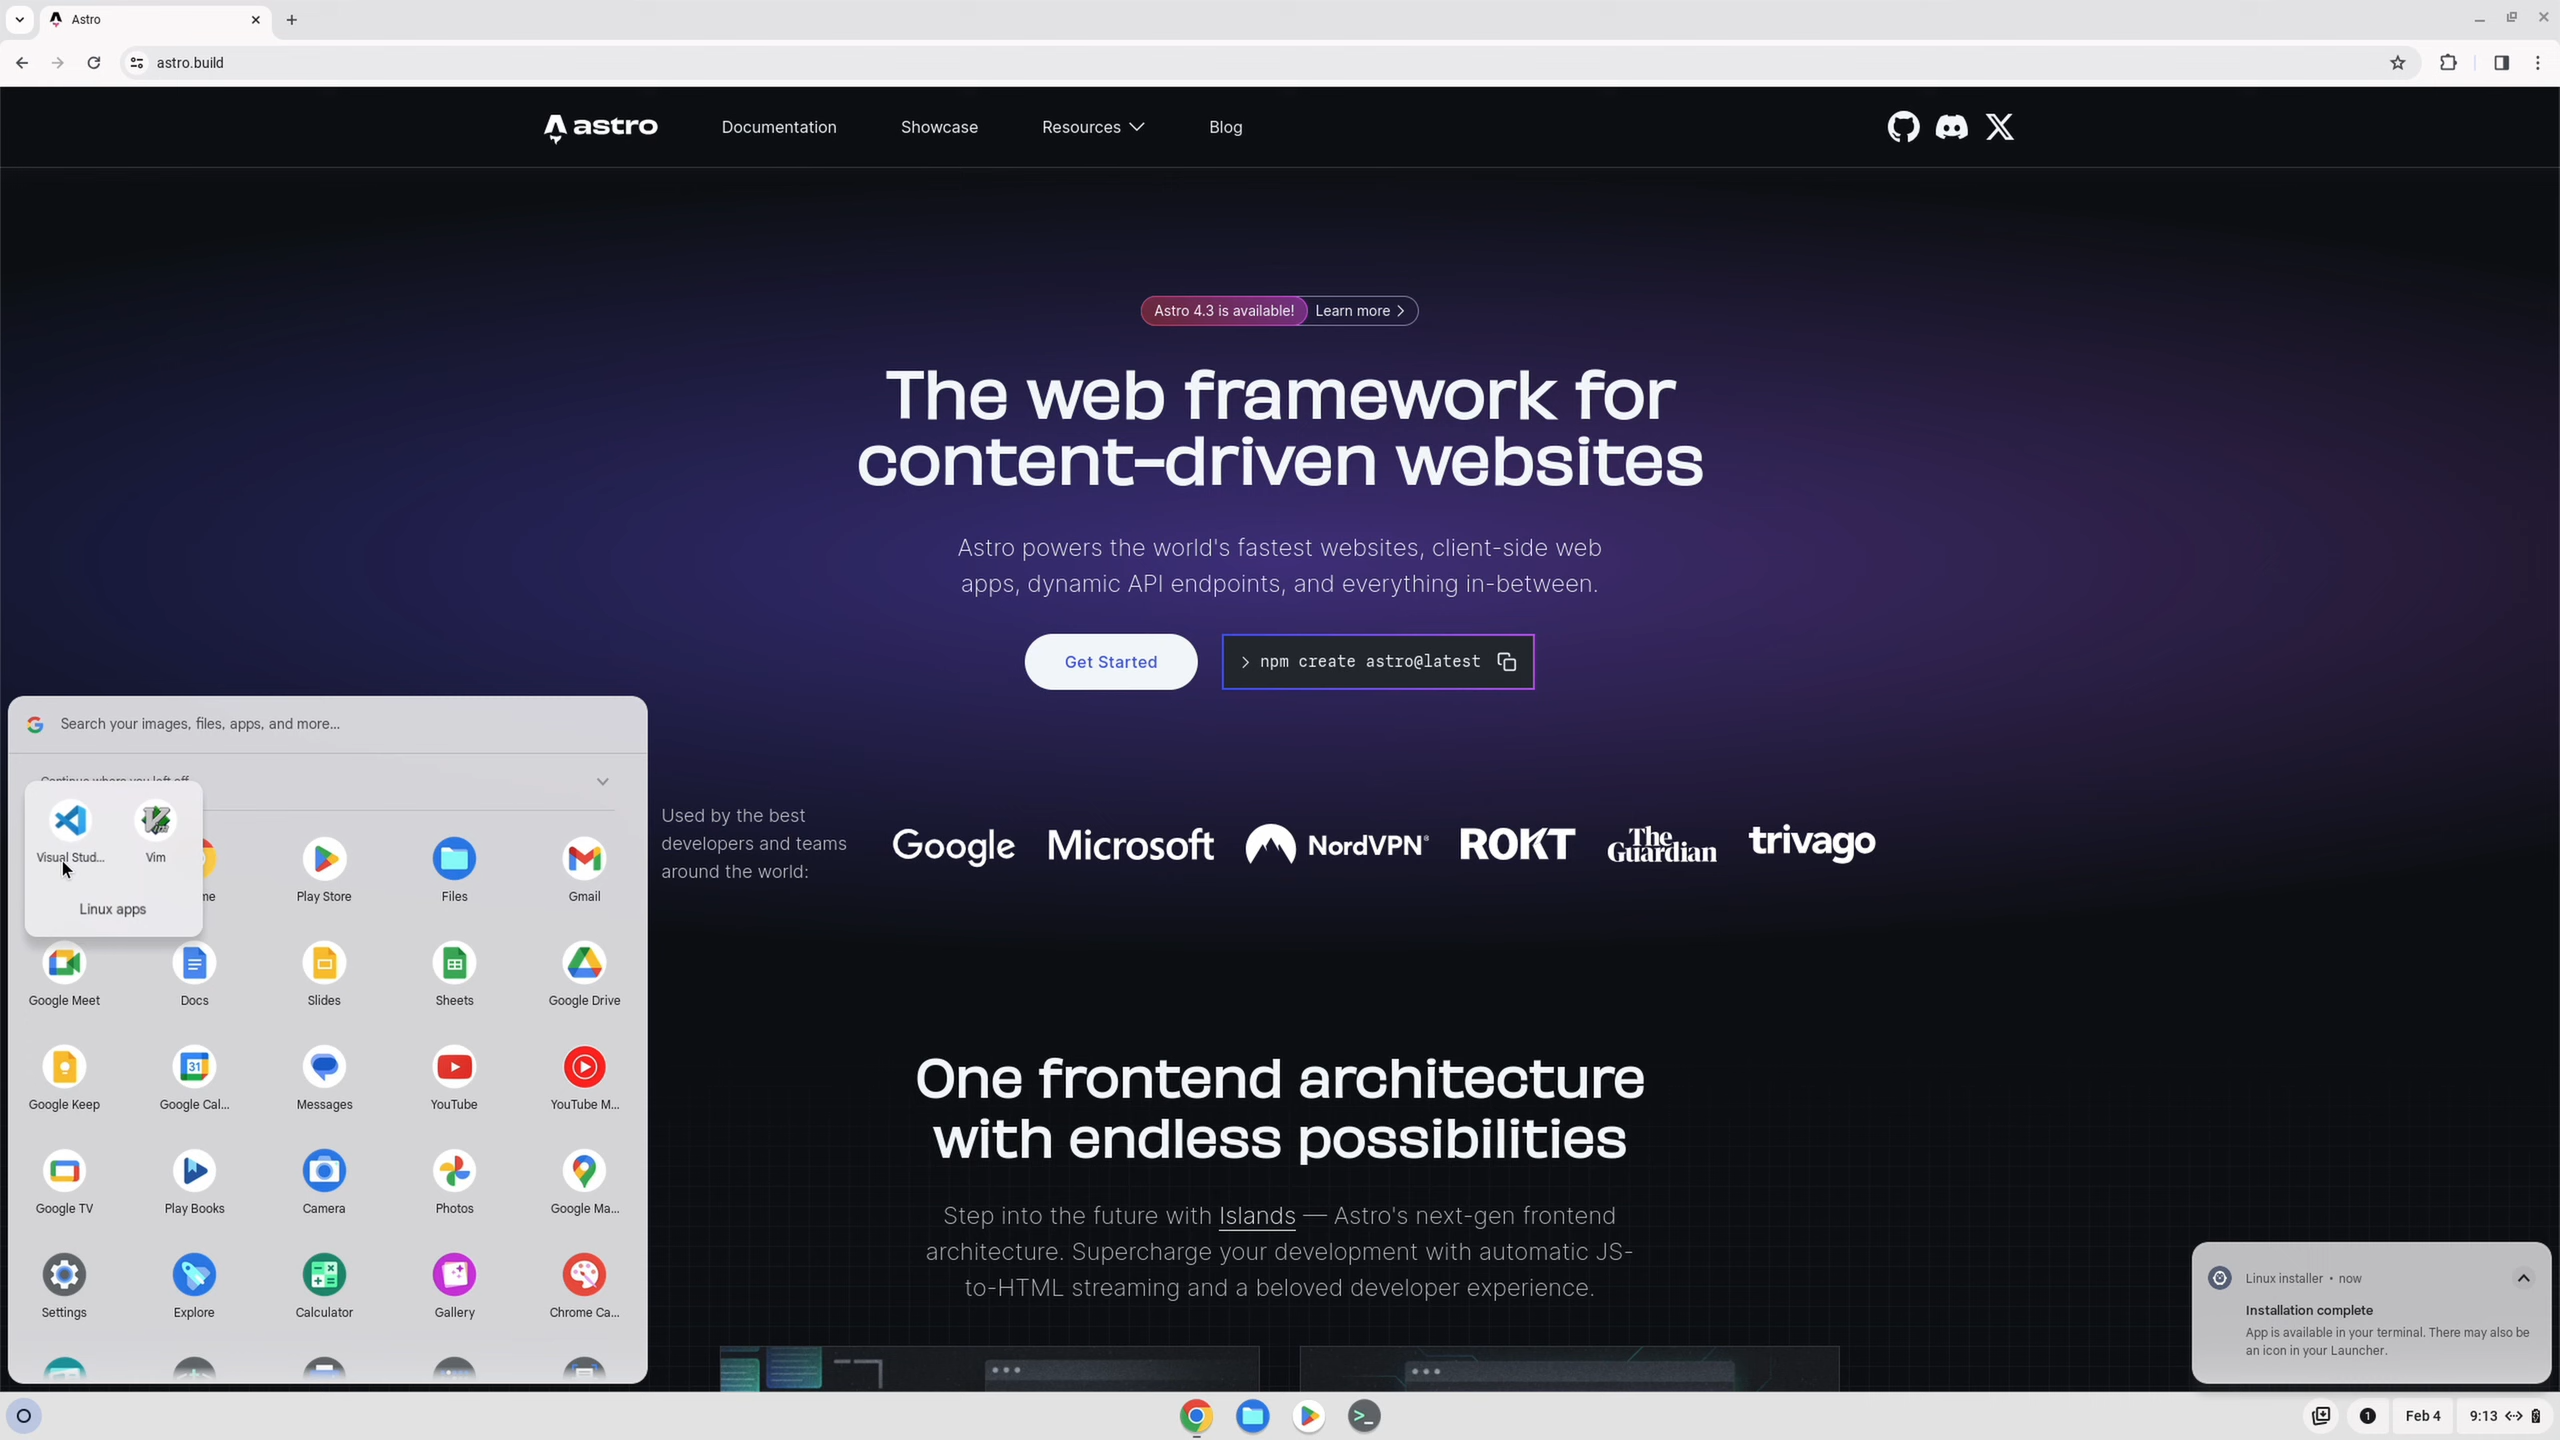 Astro
astro.build
astro
Documentation
Showcase
Resources
Blog
Astro 4.3 is available!
Learn more
The web framework for
content-driven websites
Astro powers the world's fastest websites, client-side web
apps, dynamic API endpoints, and everything in-between.
Get Started
npm create astro@latest
Used by the best
developers and teams
around the world:
Google
Microsoft
NordVPN®
ROKT
The
Guardian
trivago
One frontend architecture
with endless possibilities
Step into the future with Islands — Astro's next-gen frontend
architecture. Supercharge your development with automatic JS-
to-HTML streaming and a beloved developer experience.
Search your images, files, apps, and more...
Continue where you left off
Visual Stud...
Vim
Linux apps
me
Play Store
Files
Gmail
Google Meet
Docs
Slides
Sheets
Google Drive
31
Google Keep
Google Cal...
Messages
YouTube
YouTube M...
Google TV
Play Books
Camera
Photos
Google Ma...
Settings
Explore
Calculator
Gallery
Chrome Ca...
Linux installer • now
Installation complete
App is available in your terminal. There may also be
an icon in your Launcher.
1
Feb 4
9:13